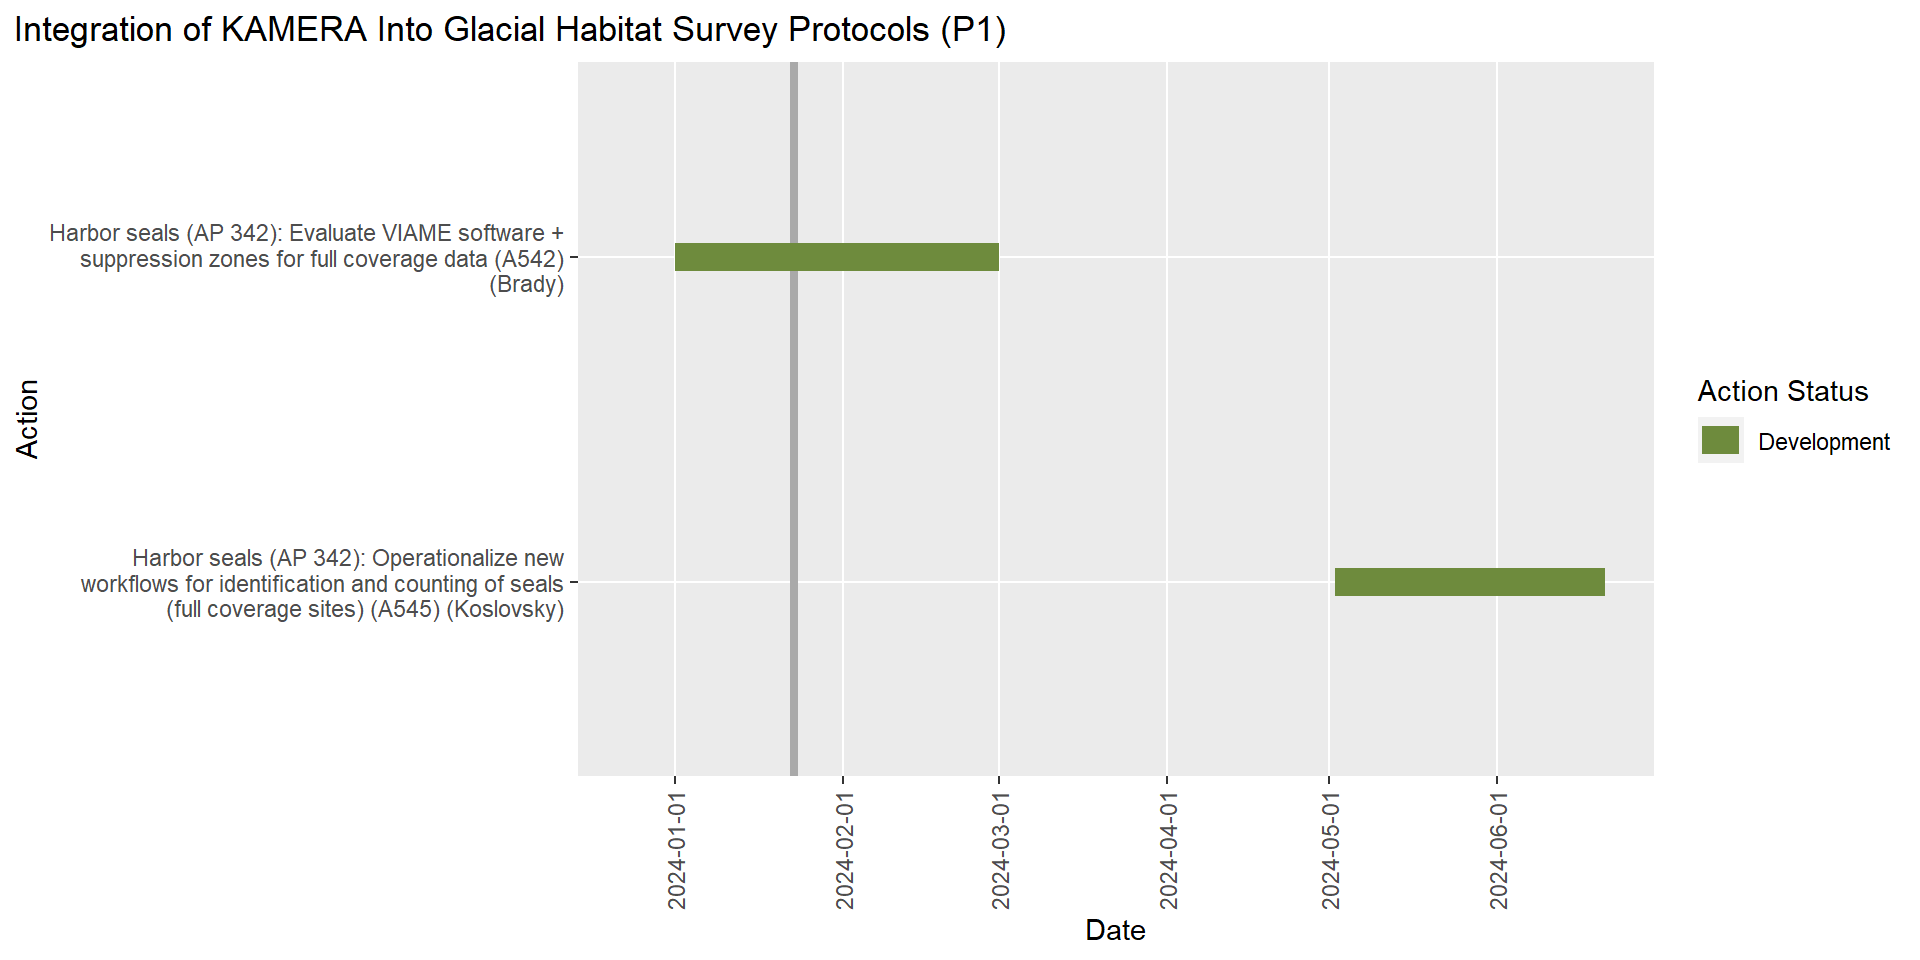 Integration of KAMERA Into Glacial Habitat Survey Protocols (P1)
Harbor seals (AP 342): Evaluate VIAME software +
suppression zones for full coverage data (A542)
(Brady)
Action
Harbor seals (AP 342): Operationalize new
workflows for identification and counting of seals
(full coverage sites) (A545) (Koslovsky)
2024-01-01
2024-02-01
2024-03-01
2024-04-01
2024-05-01
2024-06-01
Date
Action Status
Development